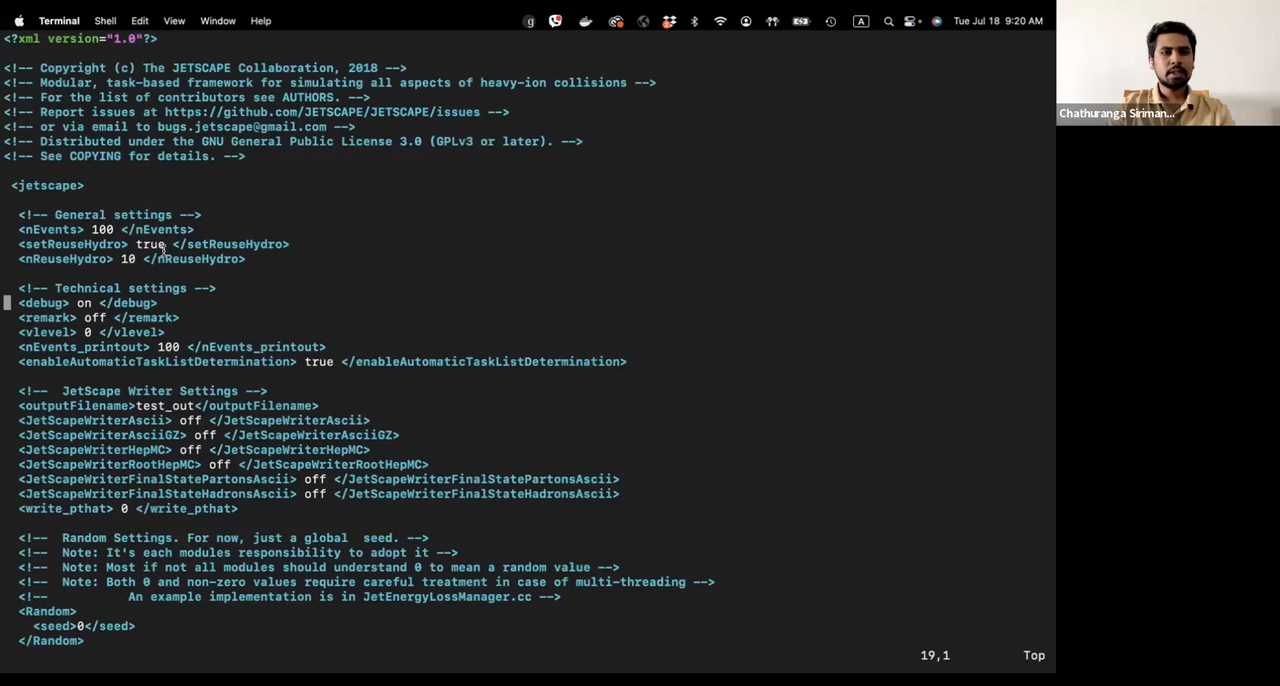 Terminal Shell Edit View Window Help
Tue Jul 18 9:20 AM
<?xml version="1.0"?>
<!-- Copyright (c) The JETSCAPE Collaboration, 2018 -->
<!-- Modular, task-based framework for simulating all aspects of heavy-ion collisions -->
<!-- For the list of contributors see AUTHORS. -->
<!-- Report issues at https://github.com/JETSCAPE/JETSCAPE/issues -->
<!-- or via email to bugs.jetscape@gmail.com -->
<!-- Distributed under the GNU General Public License 3.0 (GPLv3 or later). -->
<!-- See COPYING for details. -->
<jetscape>
<!-- General settings -->
<nEvents> 100 </nEvents>
<setReuseHydro> true </setReuseHydro>
<nReuseHydro> 10 </nReuseHydro>
<!-- Technical settings -->
<debug> on </debug>
<remark> off </remark>
<vlevel> 0 </vlevel>
<nEvents_printout> 100 </nEvents_printout>
<enableAutomaticTaskListDetermination> true </enableAutomaticTaskListDetermination>
<!--  JetScape Writer Settings -->
<outputFilename>test_out</outputFilename>
<JetScapeWriterAscii> off </JetScapeWriterAscii>
<JetScapeWriterAsciiGZ> off </JetScapeWriterAsciiGZ>
<JetScapeWriterHepMC> off </JetScapeWriterHepMC>
<JetScapeWriterRootHepMC> off </JetScapeWriterRootHepMC>
<JetScapeWriterFinalStatePartonsAscii> off </JetScapeWriterFinalStatePartonsAscii>
<JetScapeWriterFinalStateHadronsAscii> off </JetScapeWriterFinalStateHadronsAscii>
<write_pthat> 0 </write_pthat>
<!--  Random Settings. For now, just a global  seed. -->
<!--  Note: It's each modules responsibility to adopt it -->
<!--  Note: Most if not all modules should understand 0 to mean a random value -->
<!--  Note: Both 0 and non-zero values require careful treatment in case of multi-threading -->
<!--        An example implementation is in JetEnergyLossManager.cc -->
<Random>
<seed>0</seed>
</Random>
19,1 Top
Chathuranga Siriman...